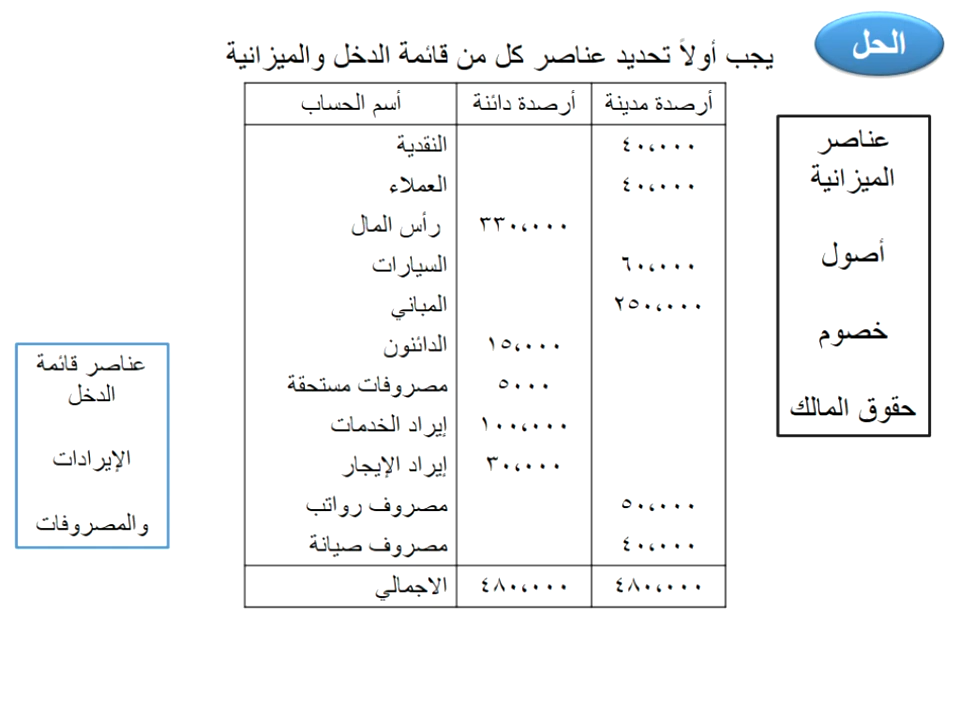 الحل
يجب أولاً تحديد عناصر كل من قائمة الدخل والميزانية
أرصدة مدينة أرصدة دائنة أسم الحساب
٤٠،٠٠٠ النقدية
٤٠،٠٠٠ العملاء
٣٣٠،٠٠٠ رأس المال
٦٠،٠٠٠ السيارات
٢٥٠،٠٠٠ المباني
١٥،٠٠٠ الدائنون
٥٠٠٠ مصروفات مستحقة
١٠٠،٠٠٠ إيراد الخدمات
٣٠،٠٠٠ إيراد الإيجار
٥٠،٠٠٠ مصروف رواتب
٤٠،٠٠٠ مصروف صيانة
٤٨٠،٠٠٠ ٤٨٠،٠٠٠ الاجمالي
عناصر
الميزانية
أصول
خصوم
حقوق المالك
عناصر قائمة
الدخل
الإيرادات
والمصروفات